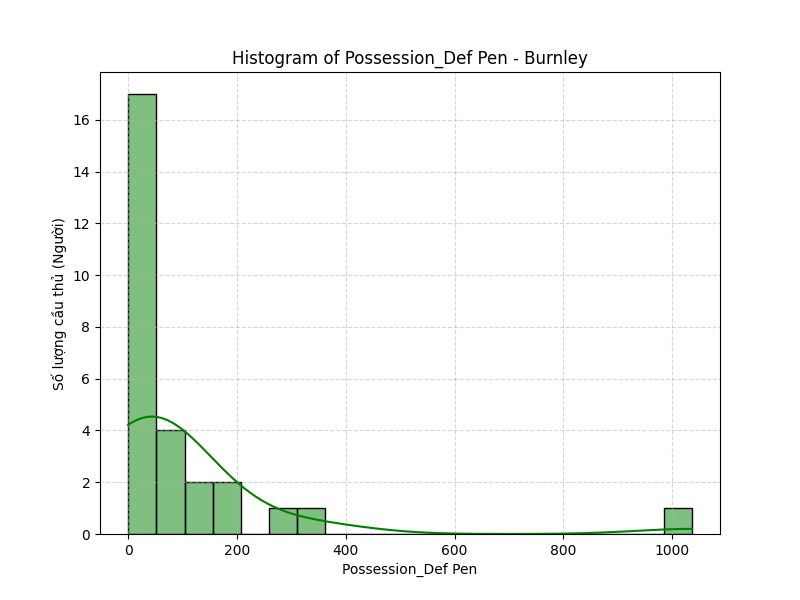 Histogram of Possession_Def Pen - Burnley
Số lượng cầu thủ (Người)
16
14
12
10
8
6
4
2
0
0 200 400 600 800 1000
Possession_Def Pen